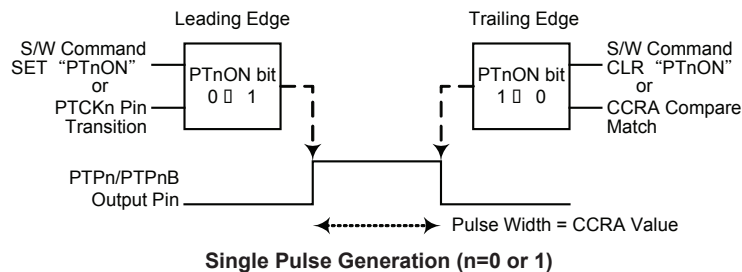 Leading Edge
Trailing Edge
S/W Command
SET “PTnON”
or
PTCKn Pin
Transition
PTnON bit
0 ▯ 1
PTnON bit
1 ▯ 0
S/W Command
CLR “PTnON”
or
CCRA Compare
Match
PTPn/PTPnB
Output Pin
Pulse Width = CCRA Value
Single Pulse Generation (n=0 or 1)